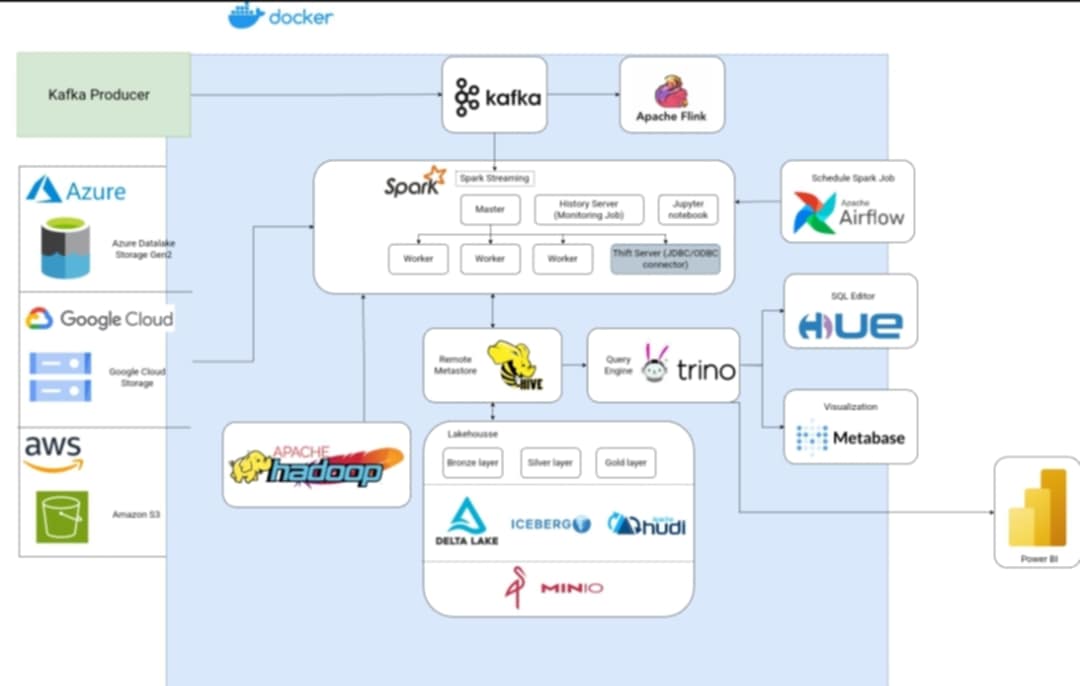 docker
Kafka Producer
kafka
Apache Flink
Azure
Azure Datalake
Storage Gen2
Spark
Spark Streaming
Master
History Server
(Monitoring Job)
Jupyter
notebook
Worker
Worker
Worker
Thift Server (JDBC/ODBC
connector)
Schedule Spark Job
Apache
Airflow
Google Cloud
Google Cloud
Storage
Remote
Metastore
HIVE
Query
Engine
trino
SQL Editor
HUE
Visualization
Metabase
aws
Amazon S3
APACHE
hadoop
Lakehousse
Bronze layer
Silver layer
Gold layer
DELTA LAKE
ICEBERG
Apache
hudi
MINIO
Power BI